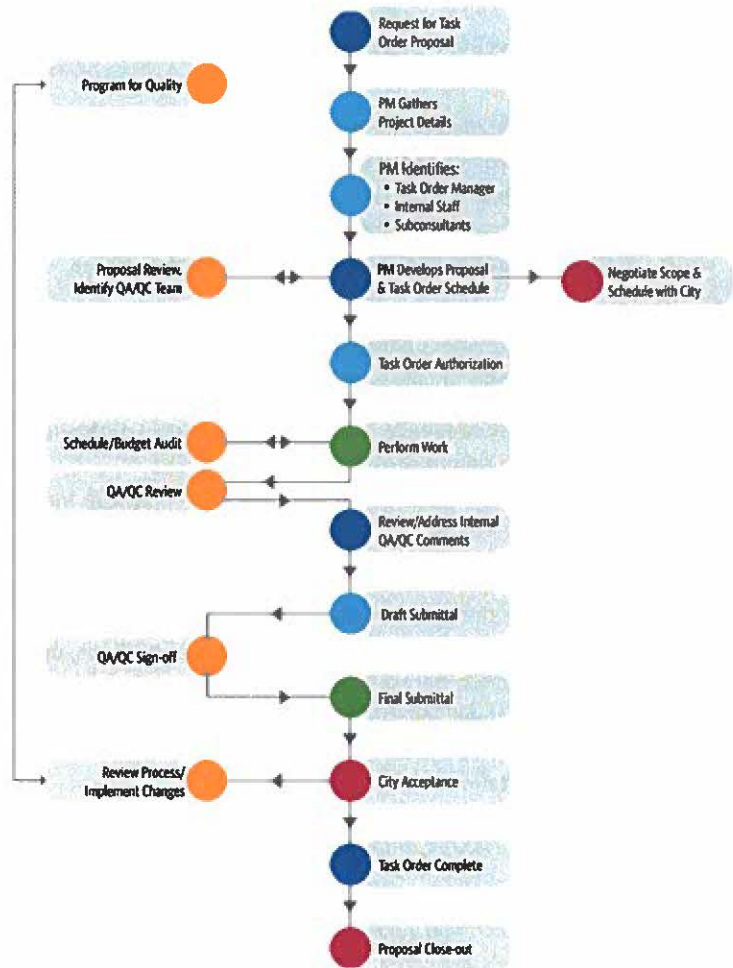 Request for Task
Order Proposal
Program for Quality
PM Gathers
Project Details
PM Identifies:
• Task Order Manager
• Internal Staff
• Subconsultants
Proposal Review.
Identify QA/QC Team
PM Develops Proposal
& Task Order Schedule
Negotiate Scope &
Schedule with City
Task Order Authorization
Schedule/Budget Audit
Perform Work
QA/QC Review
Review/Address Internal
QA/QC Comments
Draft Submittal
QA/QC Sign-off
Final Submittal
Review Process/
Implement Changes
City Acceptance
Task Order Complete
Proposal Close-out